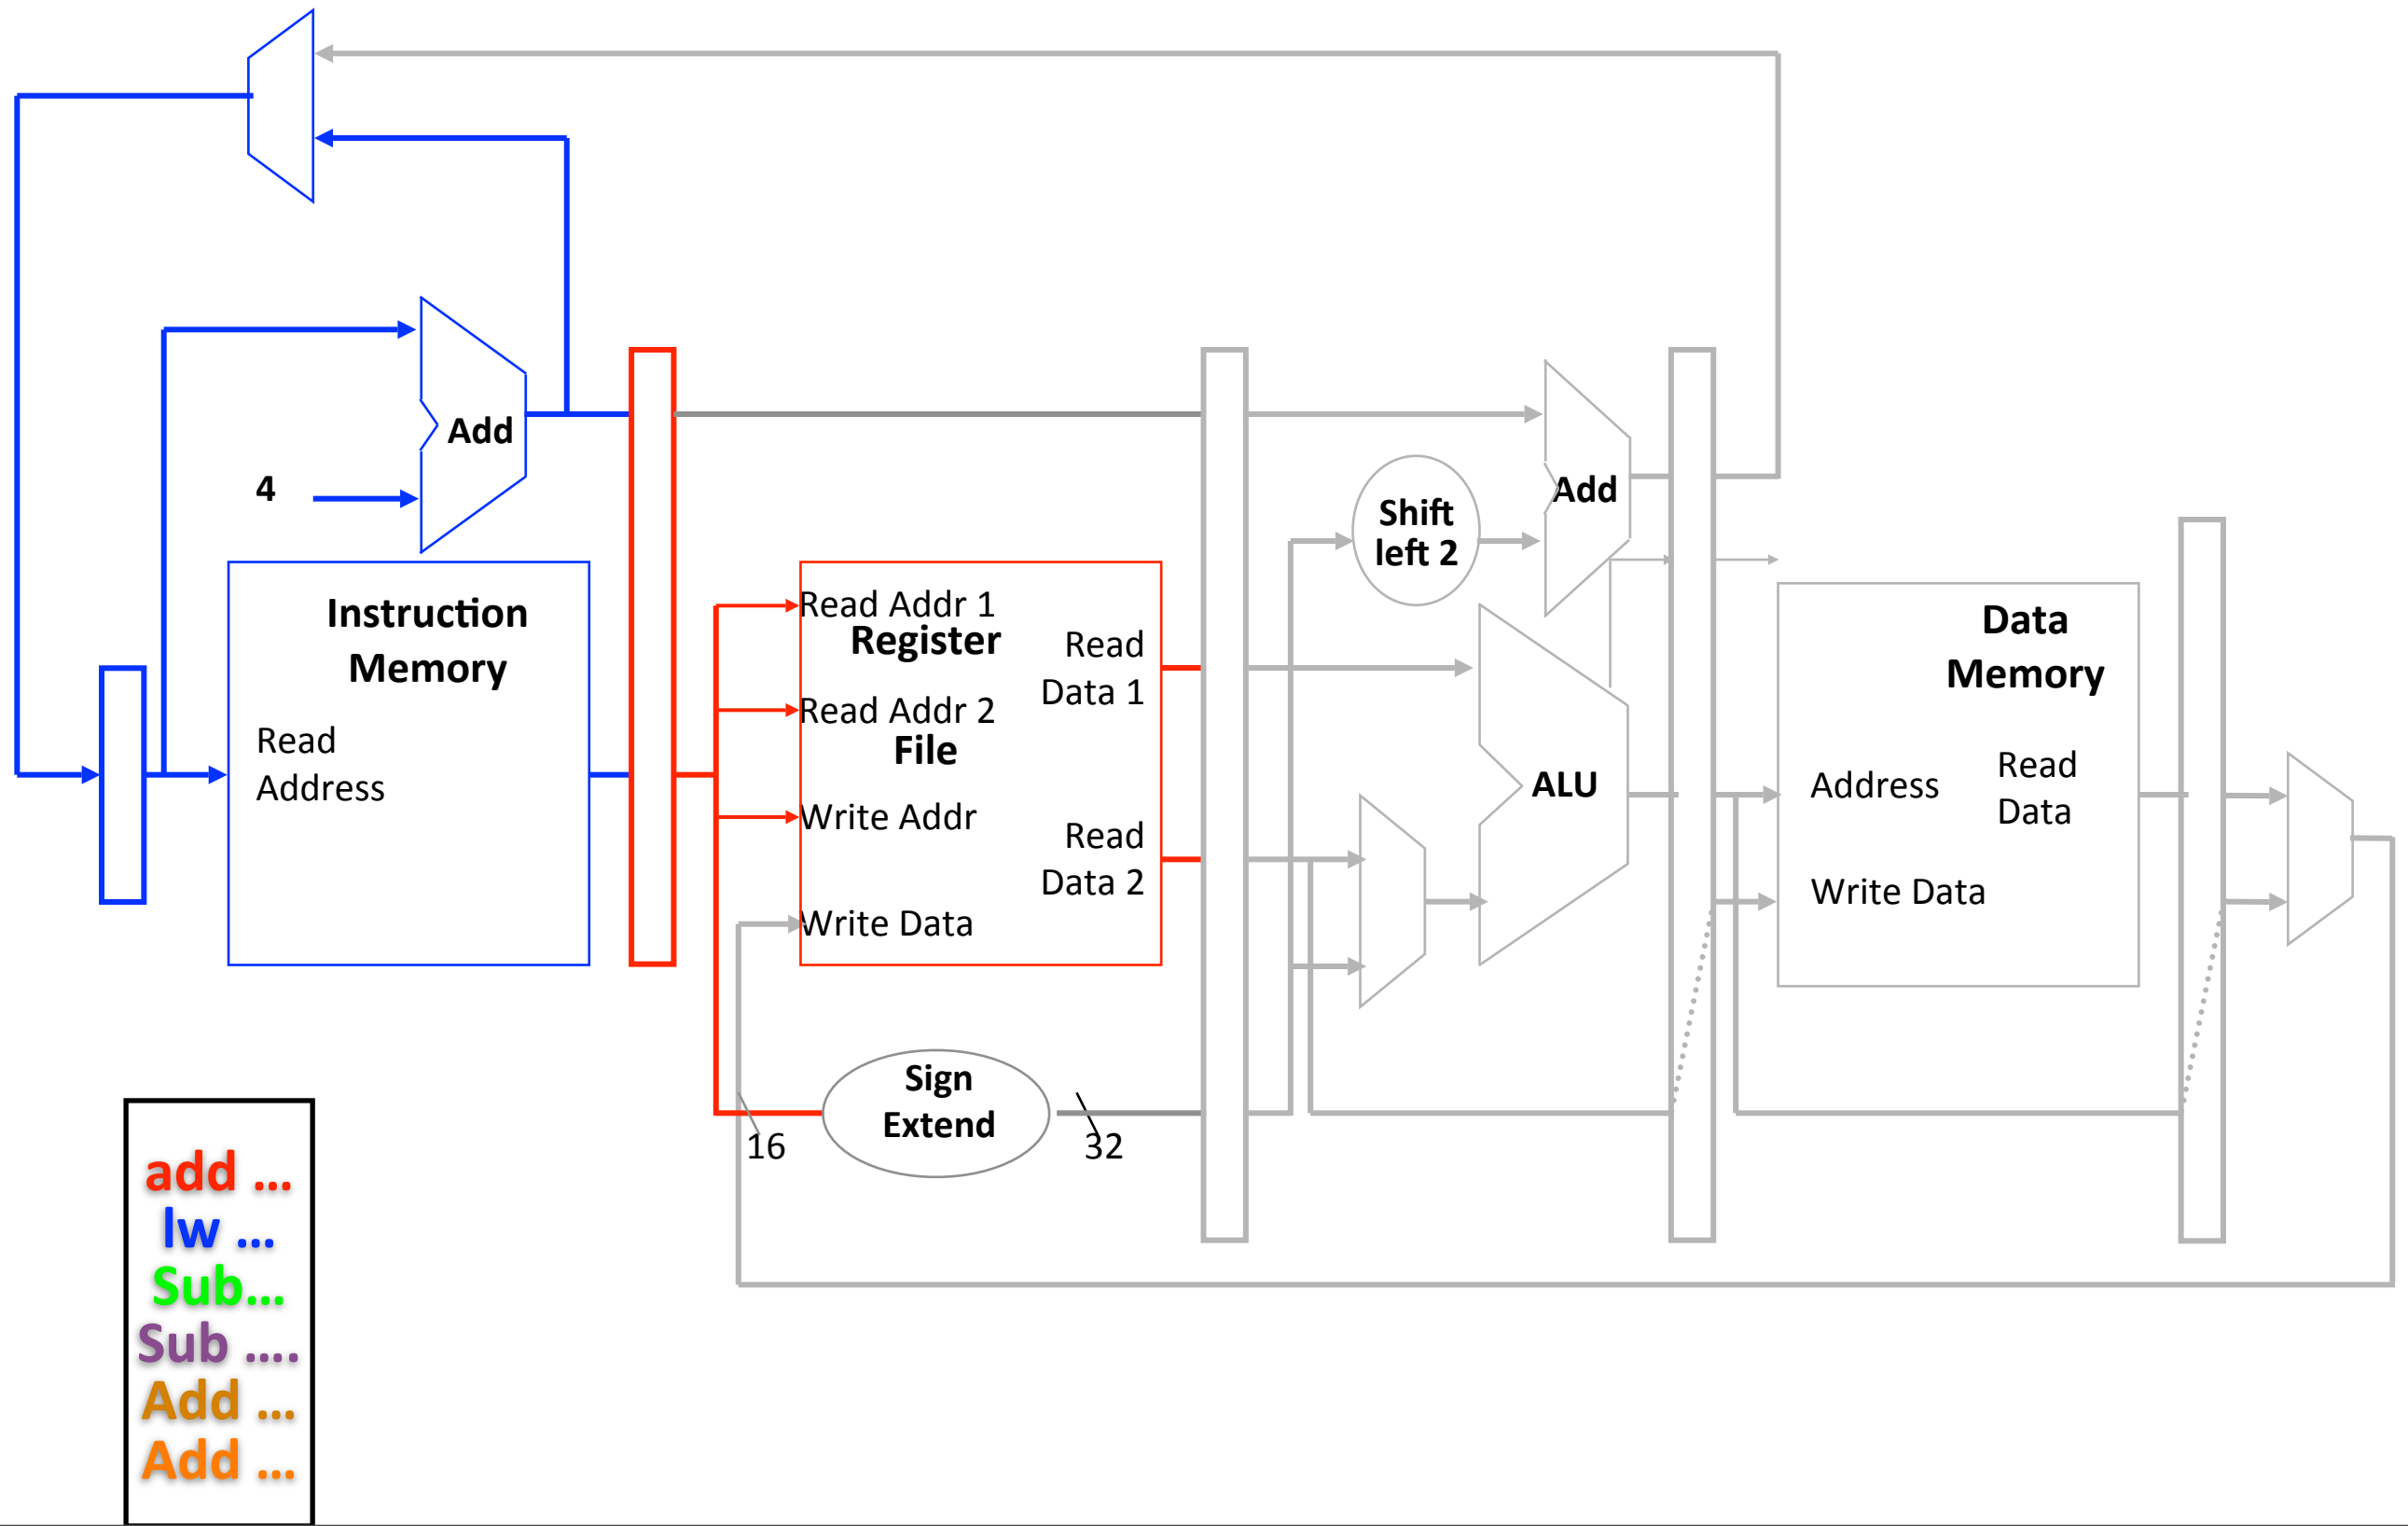 Add
4
Instruction
Memory
Read
Address
Read Addr 1
Register
Read
Data 1
Read Addr 2
File
Write Addr
Read
Data 2
Write Data
Sign
Extend
16
32
Shift
left 2
Add
ALU
Data
Memory
Address
Read
Data
Write Data
add ...
lw ...
Sub...
Sub ....
Add ...
Add ...